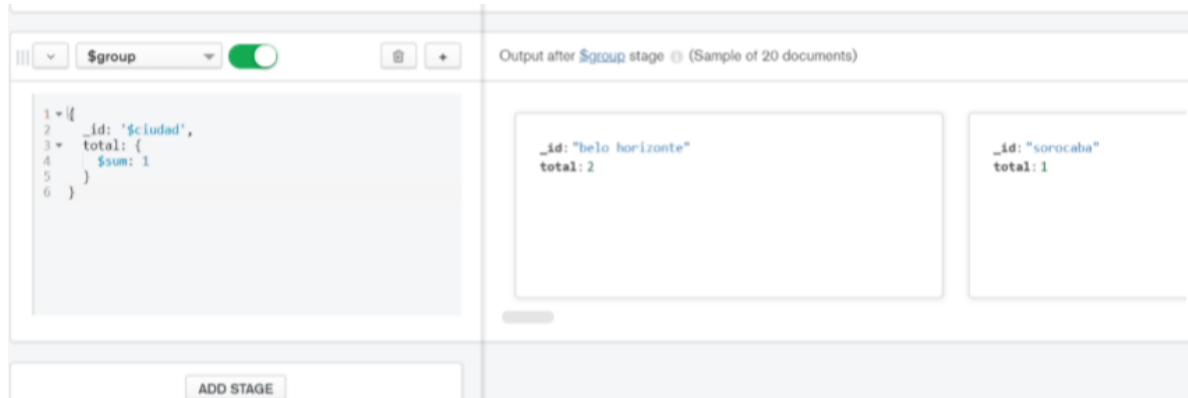 $group
Output after $group stage (Sample of 20 documents)
1 {
2 _id: '$ciudad',
3 total: {
4 $sum: 1
5 }
6 }
_id: "belo horizonte"
total: 2
_id: "sorocaba"
total: 1
ADD STAGE